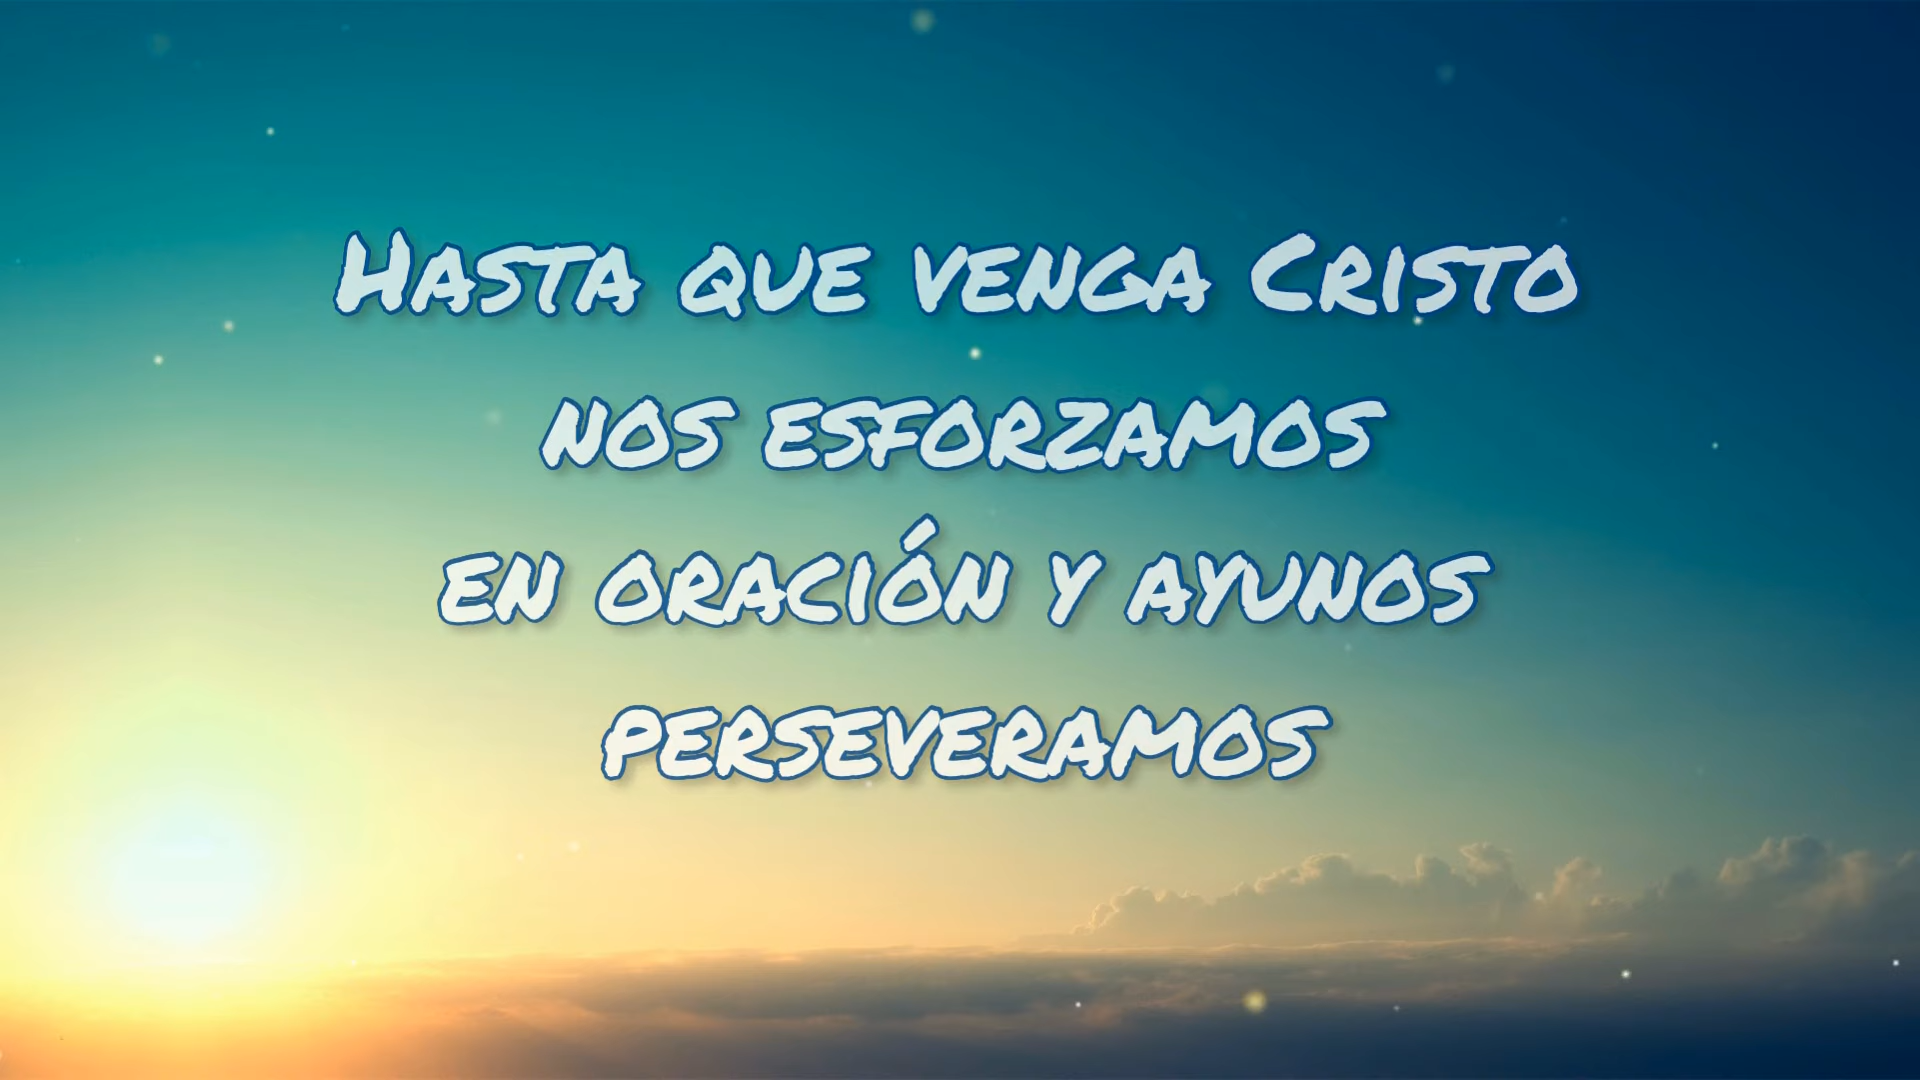 Hasta que venga Cristo
nos esforzamos
en oración y ayunos
perseveramos